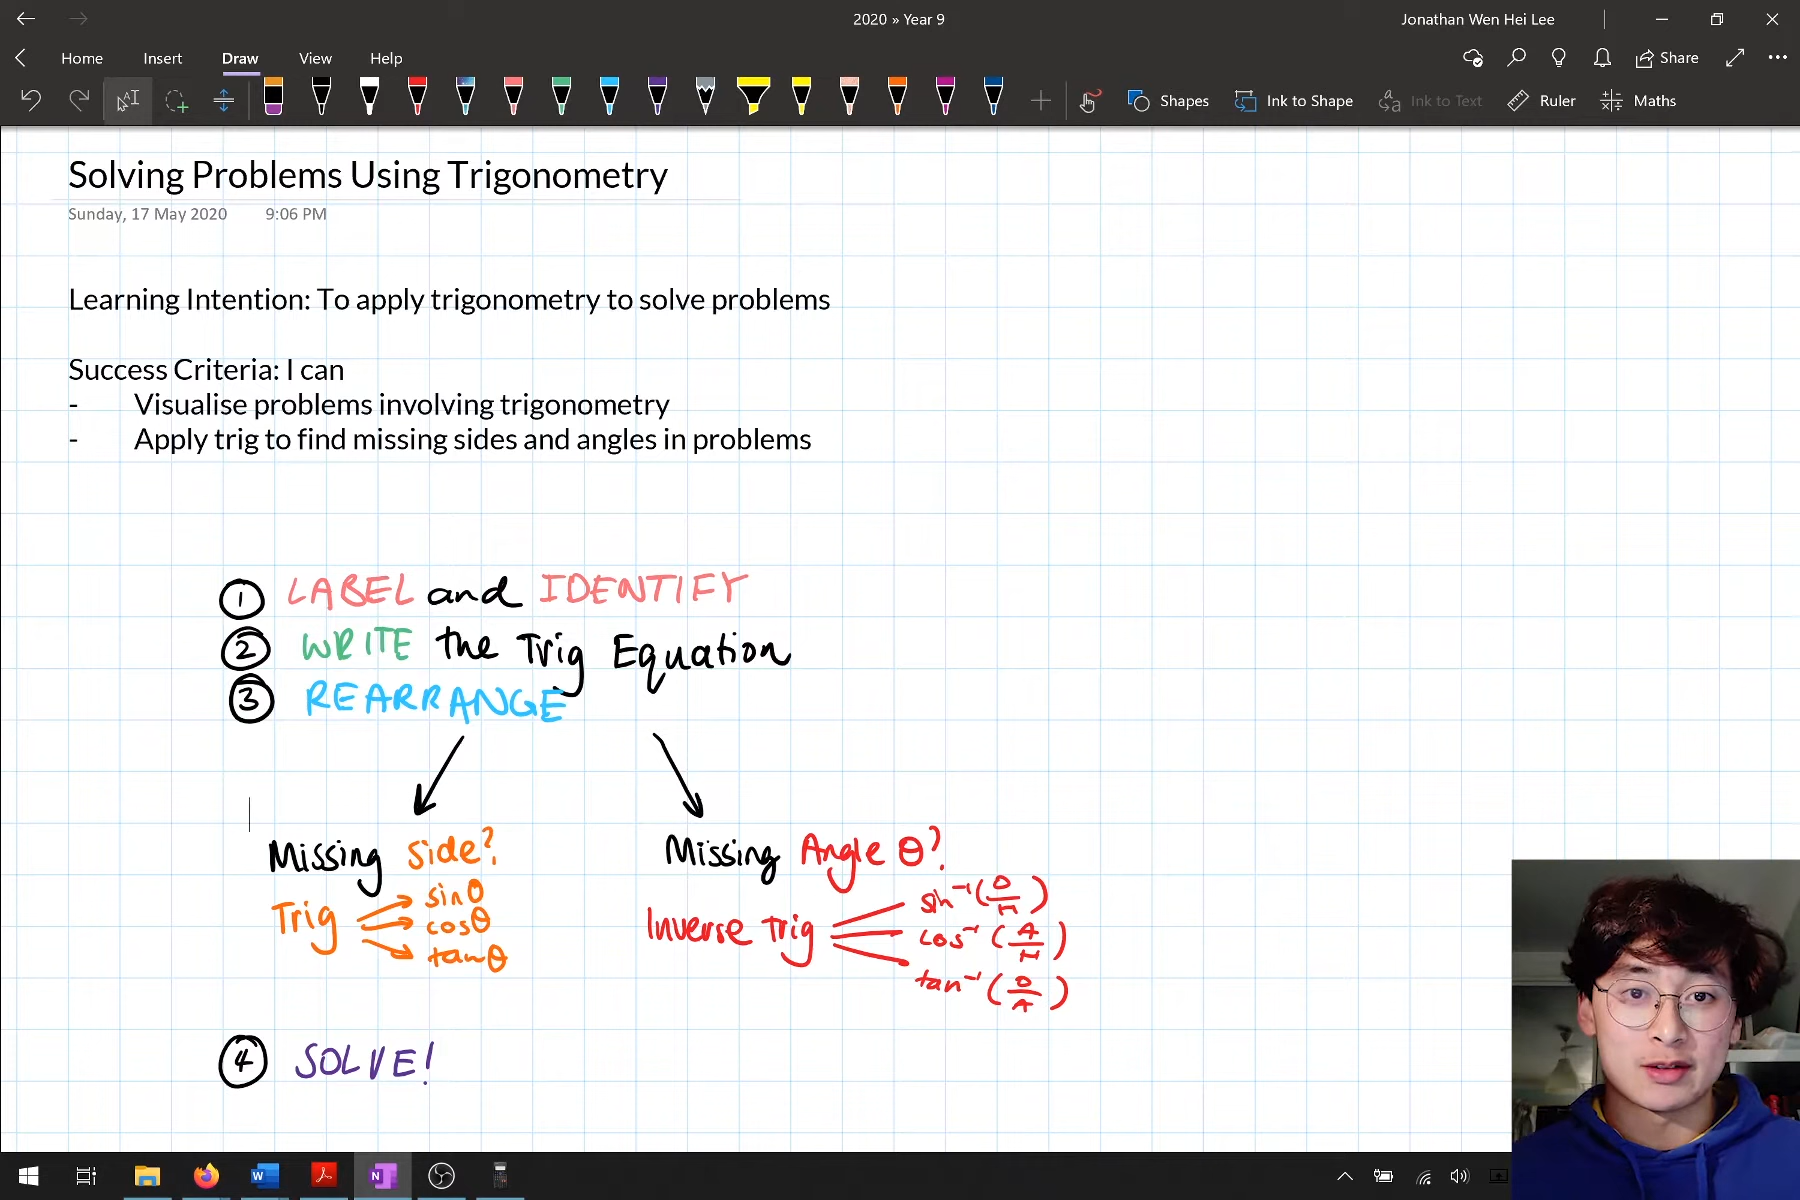 2020 » Year 9
Jonathan Wen Hei Lee
Home Insert Draw View Help
Share
Shapes Ink to Shape Ink to Text Ruler Maths
Solving Problems Using Trigonometry
Sunday, 17 May 2020 9:06 PM
Learning Intention: To apply trigonometry to solve problems
Success Criteria: I can
- Visualise problems involving trigonometry
- Apply trig to find missing sides and angles in problems
① LABEL and IDENTIFY
② WRITE the Trig Equation
③ REARRANGE
Missing side?
Trig
sinθ
cosθ
tanθ
Missing Angle θ?
Inverse Trig
sin⁻¹(O/H)
cos⁻¹(A/H)
tan⁻¹(O/A)
④ SOLVE!